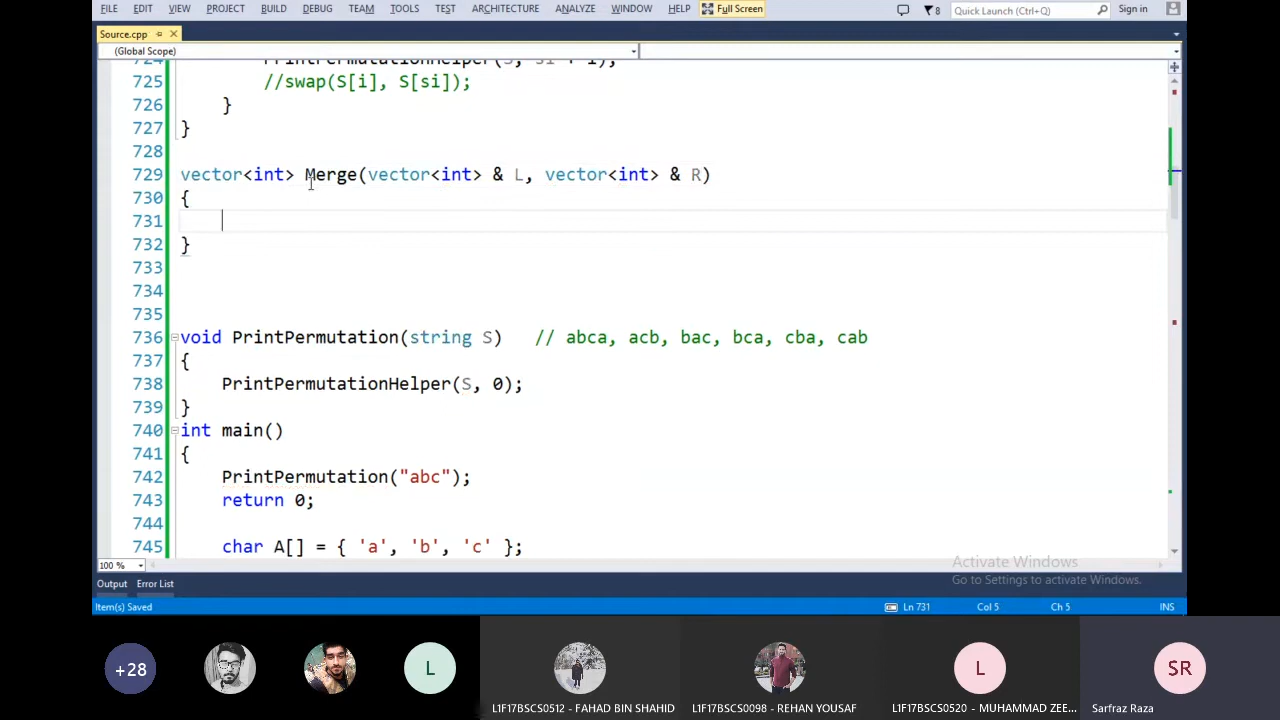 FILE EDIT VIEW PROJECT BUILD DEBUG TEAM TOOLS TEST ARCHITECTURE ANALYZE WINDOW HELP Full Screen 8 Quick Launch (Ctrl+Q) Sign in
Source.cpp
(Global Scope)
724 PrintPermutationHelper(S, si + 1);
725 //swap(S[i], S[si]);
726 }
727 }
728
729 vector<int> Merge(vector<int> & L, vector<int> & R)
730 {
731
732 }
733
734
735
736 void PrintPermutation(string S) // abca, acb, bac, bca, cba, cab
737 {
738 PrintPermutationHelper(S, 0);
739 }
740 int main()
741 {
742 PrintPermutation("abc");
743 return 0;
744
745 char A[] = { 'a', 'b', 'c' };
100 %
Activate Windows
Go to Settings to activate Windows.
Output Error List
Item(s) Saved Ln 731 Col 5 Ch 5 INS
+28 L L SR
L1F17BSCS0512 - FAHAD BIN SHAHID L1F17BSCS0098 - REHAN YOUSAF L1F17BSCS0520 - MUHAMMAD ZEE... Sarfraz Raza